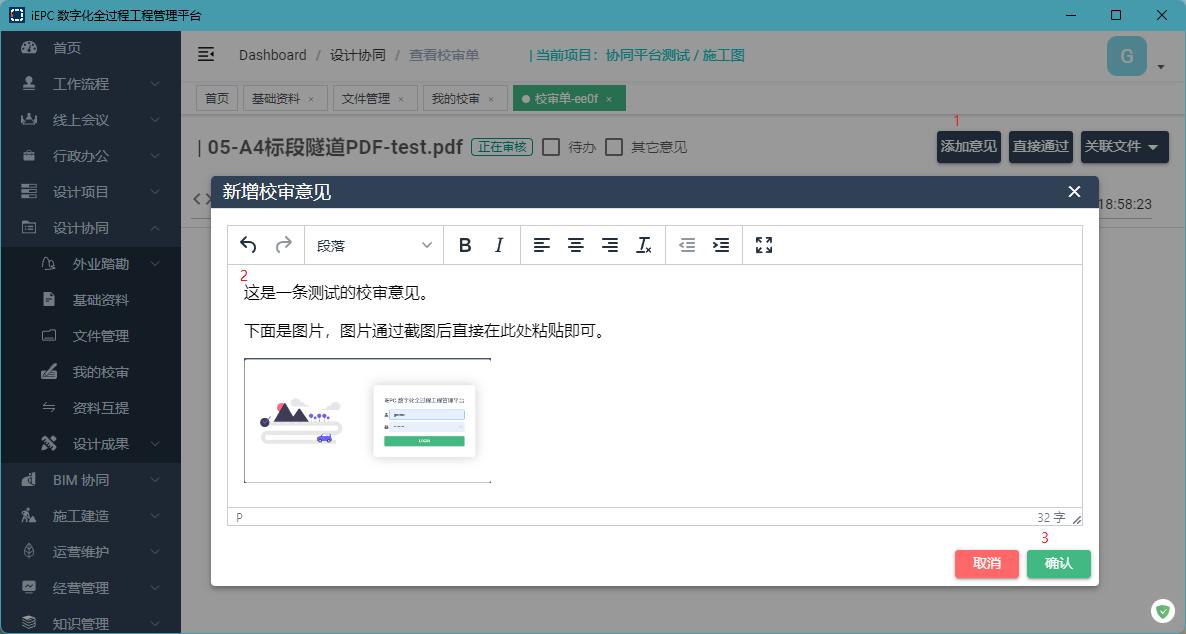 iEPC 数字化全过程工程管理平台
首页
工作流程
线上会议
行政办公
设计项目
设计协同
外业踏勘
基础资料
文件管理
我的校审
资料互提
设计成果
BIM 协同
施工建造
运营维护
经营管理
知识管理
Dashboard / 设计协同 / 查看校审单 | 当前项目：协同平台测试 / 施工图
G
首页 基础资料 × 文件管理 × 我的校审 × 校审单-ee0f ×
1
| 05-A4标段隧道PDF-test.pdf 正在审核 待办 其它意见 添加意见 直接通过 关联文件
18:58:23
新增校审意见
段落 B I
2
这是一条测试的校审意见。
下面是图片，图片通过截图后直接在此处粘贴即可。
iEPC 数字化全过程工程管理平台
LOGIN
P 32 字
3
取消 确认